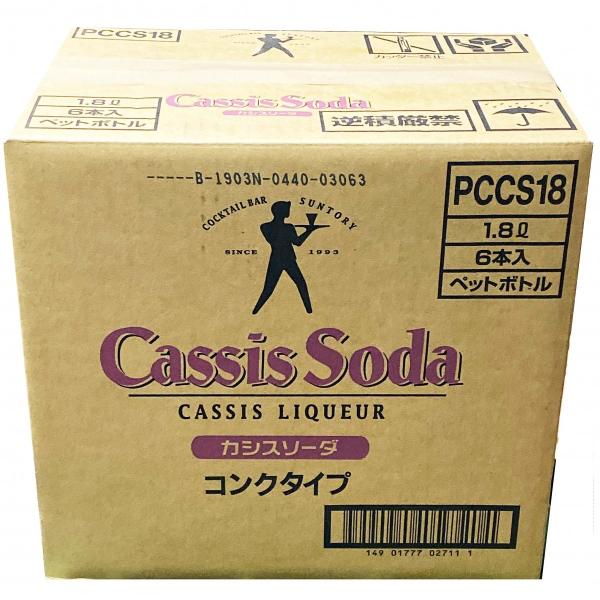 PCCS18
カッター禁止
1.8ℓ
6本入
ペットボトル
Cassis Soda
カシスソーダ
逆積厳禁
-----B-1903N-0440-03063
COCKTAIL BAR SUNTORY
SINCE 1993
PCCS18
1.8ℓ
6本入
ペットボトル
Cassis Soda
CASSIS LIQUEUR
カシスソーダ
コンクタイプ
149 01777 02711 1